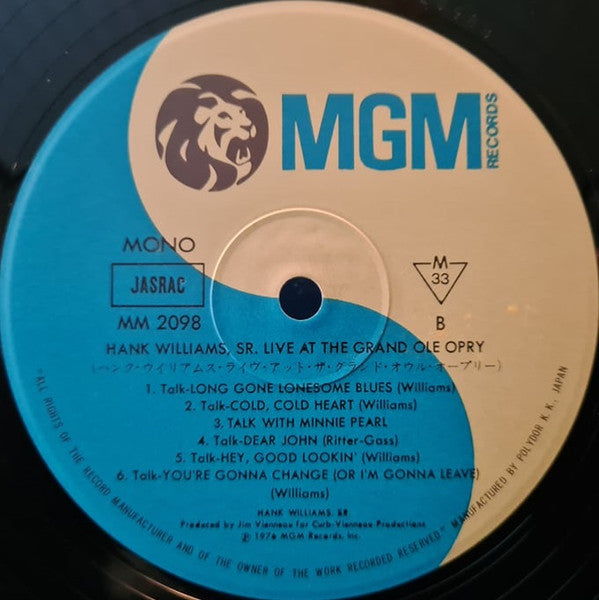 MGM
RECORDS
MONO
JASRAC
MM 2098
M
33
B
HANK WILLIAMS, SR. LIVE AT THE GRAND OLE OPRY
(ハンク・ウイリアムス・ライヴ・アット・ザ・グランド・オウル・オープリー)
1. Talk-LONG GONE LONESOME BLUES (Williams)
2. Talk-COLD, COLD HEART (Williams)
3. TALK WITH MINNIE PEARL
4. Talk-DEAR JOHN (Ritter-Gass)
5. Talk-HEY, GOOD LOOKIN' (Williams)
6. Talk-YOU'RE GONNA CHANGE (OR I'M GONNA LEAVE)
(Williams)
HANK WILLIAMS, SR.
Produced by Jim Vienneau for Curb-Vienneau Productions
Ⓟ 1976 MGM Records, Inc.
"ALL RIGHTS OF THE RECORD MANUFACTURER AND OF THE OWNER OF THE WORK RECORDED RESERVED." MANUFACTURED BY POLYDOR K. K. JAPAN